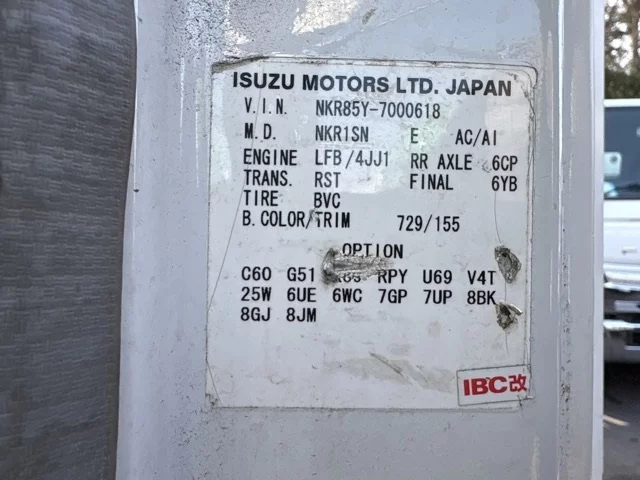 ISUZU MOTORS LTD. JAPAN
V.I.N. NKR85Y-7000618
M.D. NKR1SN E AC/AI
ENGINE LFB/4JJ1 RR AXLE 6CP
TRANS. RST FINAL 6YB
TIRE BVC
B.COLOR/TRIM 729/155
OPTION
C60 G51 RPY U69 V4T
25W 6UE 6WC 7GP 7UP 8BK
8GJ 8JM
IBC改